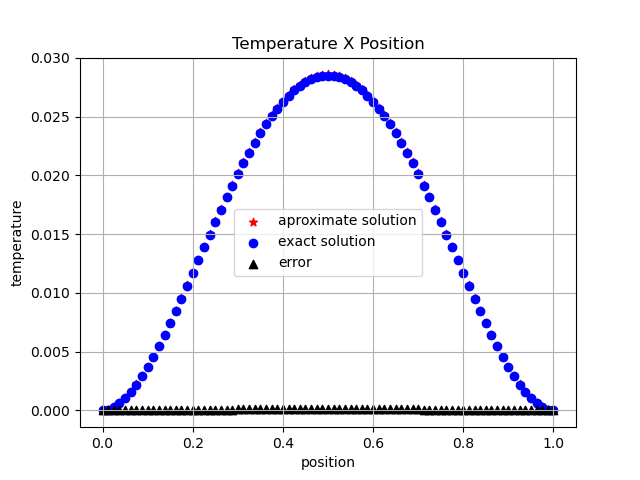 Temperature X Position
0.030
0.025
0.020
0.015
0.010
0.005
0.000
temperature
aproximate solution
exact solution
error
0.0 0.2 0.4 0.6 0.8 1.0
position